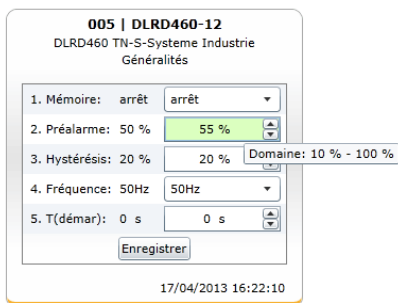 005 | DLRD460-12
DLRD460 TN-S-Systeme Industrie
Généralités
1. Mémoire: arrêt arrêt
2. Préalarme: 50 % 55 %
Domaine: 10 % - 100 %
3. Hystérésis: 20 % 20 %
4. Fréquence: 50Hz 50Hz
5. T(démar): 0 s 0 s
Enregistrer
17/04/2013 16:22:10